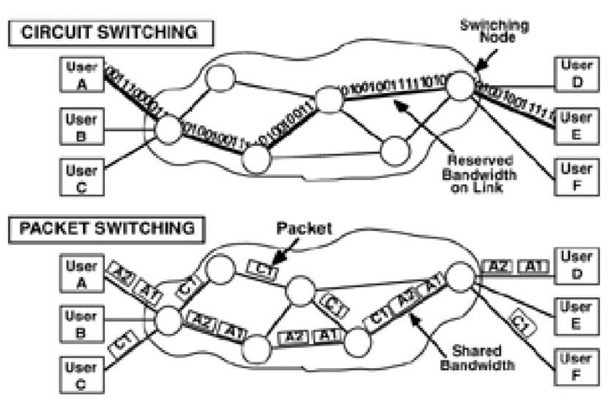 CIRCUIT SWITCHING
Switching
Node
User
A
User
B
User
C
User
D
User
E
User
F
Reserved
Bandwidth
on Link
PACKET SWITCHING
Packet
User
A
User
B
User
C
A2 A1
C1
C1
C1
A2 A1
A2 A1
C1
C1 A2 A1
A2 A1
C1
User
D
User
E
User
F
Shared
Bandwidth